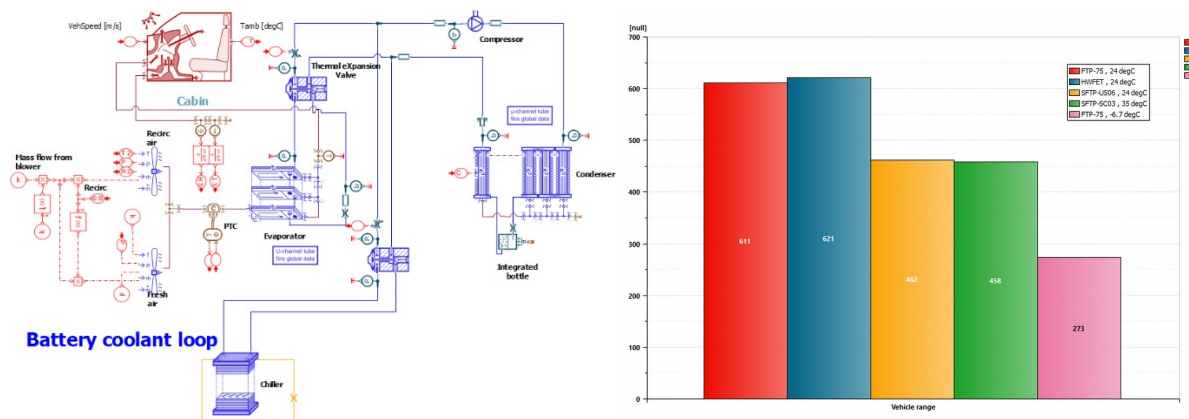 VehSpeed [m/s]
Tamb [degC]
Compressor
Thermal eXpansion
Valve
Cabin
µ-channel tube
fins global data
Recirc
air
Mass flow from
blower
Recirc
Condenser
PTC
Evaporator
U-channel tube
fins global data
Integrated
bottle
Fresh
air
Battery coolant loop
Chiller
[null]
700
600
500
400
300
200
100
0
FTP-75 , 24 degC
HWFET , 24 degC
SFTP-US06 , 24 degC
SFTP-SC03 , 35 degC
FTP-75 , -6.7 degC
611
621
462
458
273
Vehicle range